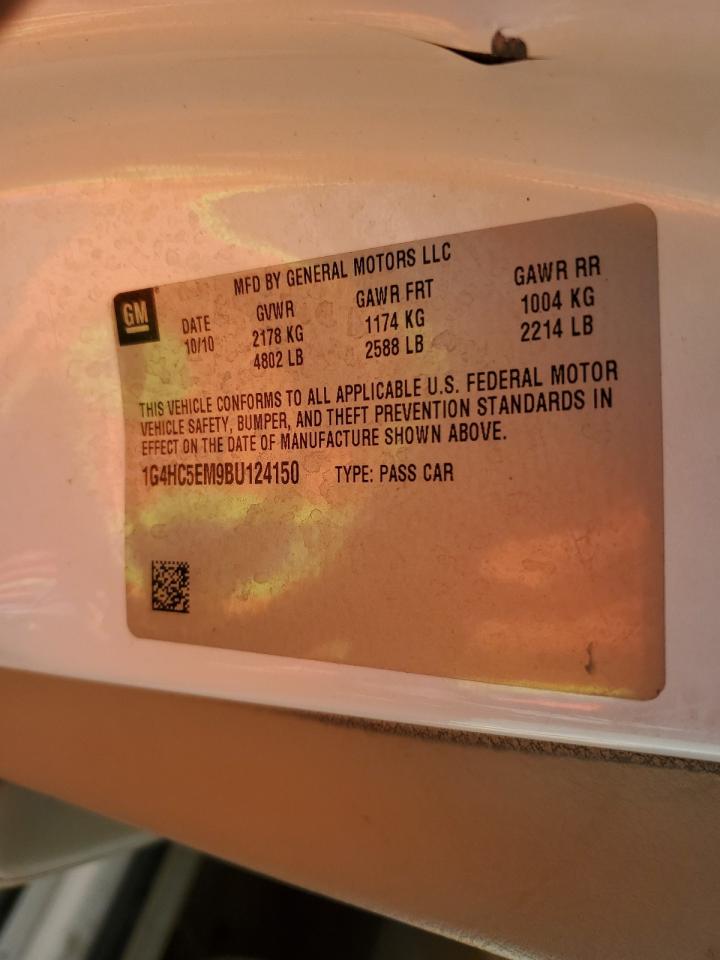 MFD BY GENERAL MOTORS LLC
GM
DATE GVWR GAWR FRT GAWR RR
10/10 2178 KG 1174 KG 1004 KG
4802 LB 2588 LB 2214 LB
THIS VEHICLE CONFORMS TO ALL APPLICABLE U.S. FEDERAL MOTOR
VEHICLE SAFETY, BUMPER, AND THEFT PREVENTION STANDARDS IN
EFFECT ON THE DATE OF MANUFACTURE SHOWN ABOVE.
1G4HC5EM9BU124150 TYPE: PASS CAR